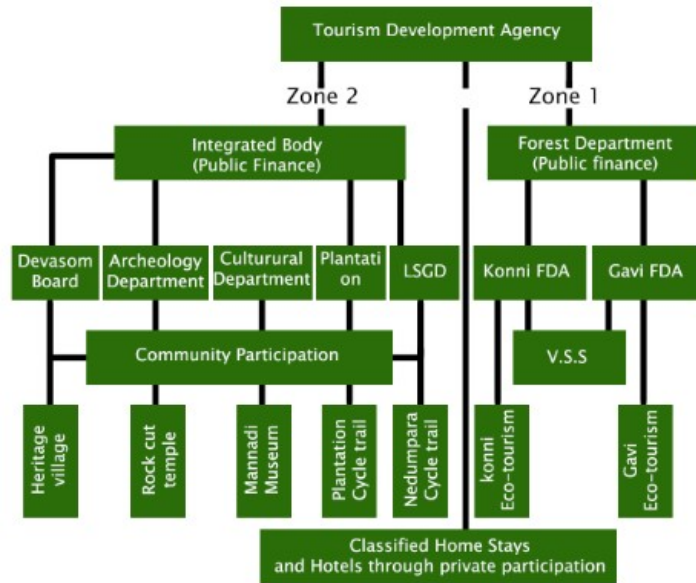 Tourism Development Agency
Zone 2
Zone 1
Integrated Body
(Public Finance)
Forest Department
(Public finance)
Devasom
Board
Archeology
Department
Cultururual
Department
Plantati
on
LSGD
Konni FDA
Gavi FDA
Community Participation
V.S.S
Heritage
village
Rock cut
temple
Mannadi
Museum
Plantation
Cycle trail
Nedumpara
Cycle trail
konni
Eco-tourism
Gavi
Eco-tourism
Classified Home Stays
and Hotels through private participation